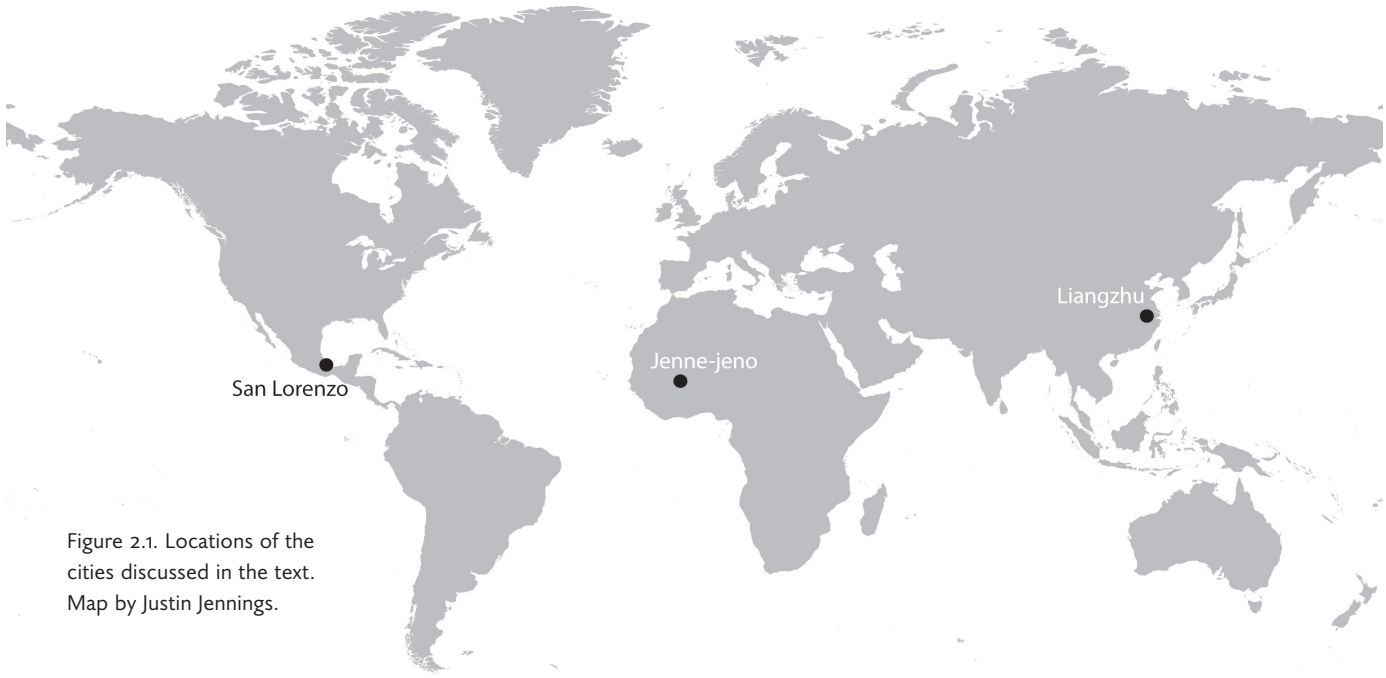 Liangzhu
Jenne-jeno
San Lorenzo
Figure 2.1. Locations of the
cities discussed in the text.
Map by Justin Jennings.